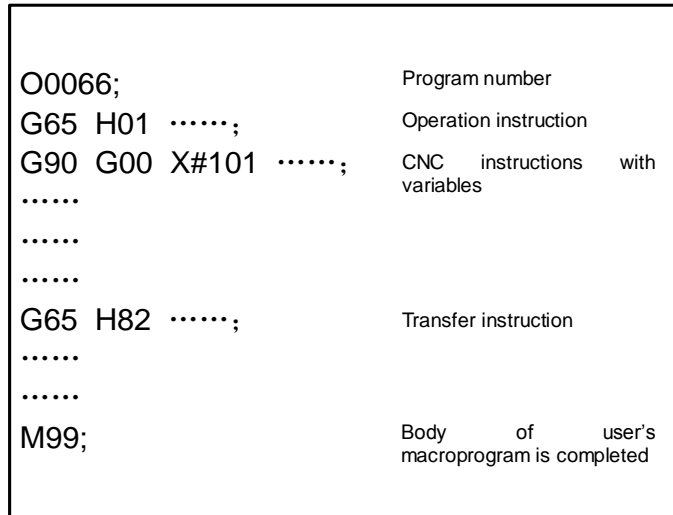 O0066; Program number
G65 H01 ……; Operation instruction
G90 G00 X#101 ……; CNC instructions with
variables
……
……
……
G65 H82 ……; Transfer instruction
……
……
M99; Body of user's
macroprogram is completed